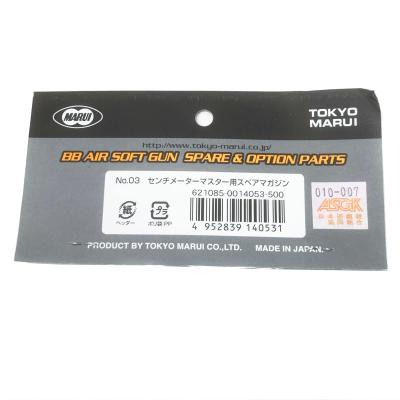 MARUI
TOKYO
MARUI
http://www.tokyo-marui.co.jp/
BB AIR SOFT GUN SPARE & OPTION PARTS
No.03 センチメーターマスター用スペアマガジン
621085-0014053-500
紙
ヘッダー
プラ
ポリ袋:PP
4 952839 140531
010-007
ASGK
PRODUCT BY TOKYO MARUI CO.,LTD. MADE IN JAPAN.